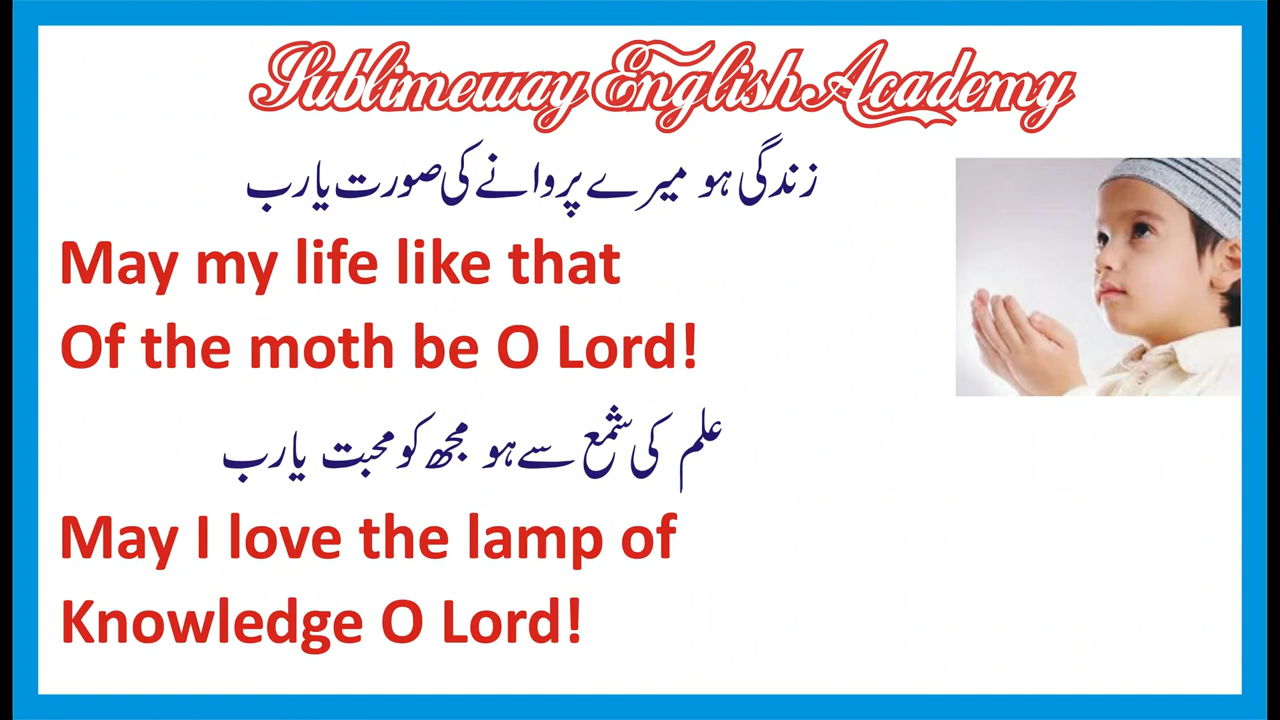 Sublimeway English Academy
زندگی ہو میرے پروانے کی صورت یارب
May my life like that
Of the moth be O Lord!
علم کی شمع سے ہو مجھ کو محبت یارب
May I love the lamp of
Knowledge O Lord!